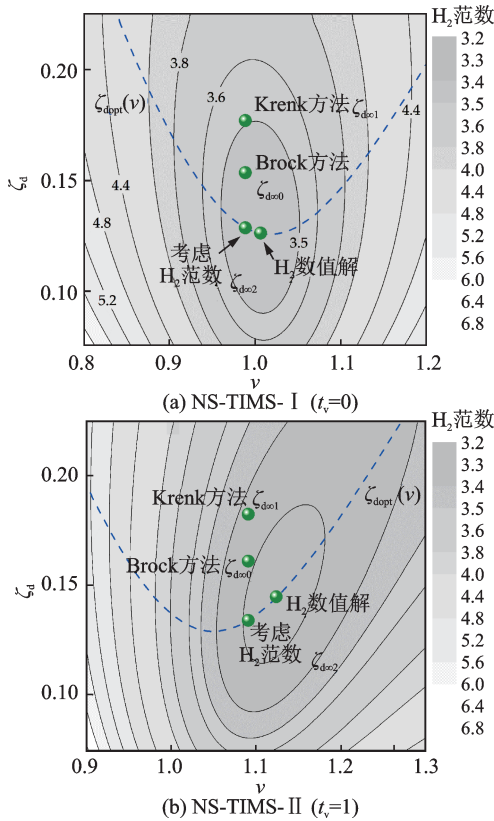 H₂范数
3.2
3.3
3.4
3.5
3.6
3.8
4.0
4.4
4.8
5.2
5.6
6.0
6.4
6.8
0.20
0.15
0.10
ζd
3.8
3.6
4.4
4.4
4.8
5.2
3.5
ζdopt(ν)
Krenk方法 ζd∞1
Brock方法
ζd∞0
考虑
H₂范数 ζd∞2
H₂数值解
0.8 0.9 1.0 1.1 1.2
ν
(a) NS-TIMS-Ⅰ (tᵥ=0)
H₂范数
3.2
3.4
3.3
3.5
3.6
3.8
4.0
4.4
4.8
5.2
5.6
6.0
6.4
6.8
0.20
0.15
0.10
ζd
Krenk方法 ζd∞1
ζdopt(ν)
Brock方法 ζd∞0
H₂数值解
考虑
H₂范数 ζd∞2
0.9 1.0 1.1 1.2 1.3
ν
(b) NS-TIMS-Ⅱ (tᵥ=1)